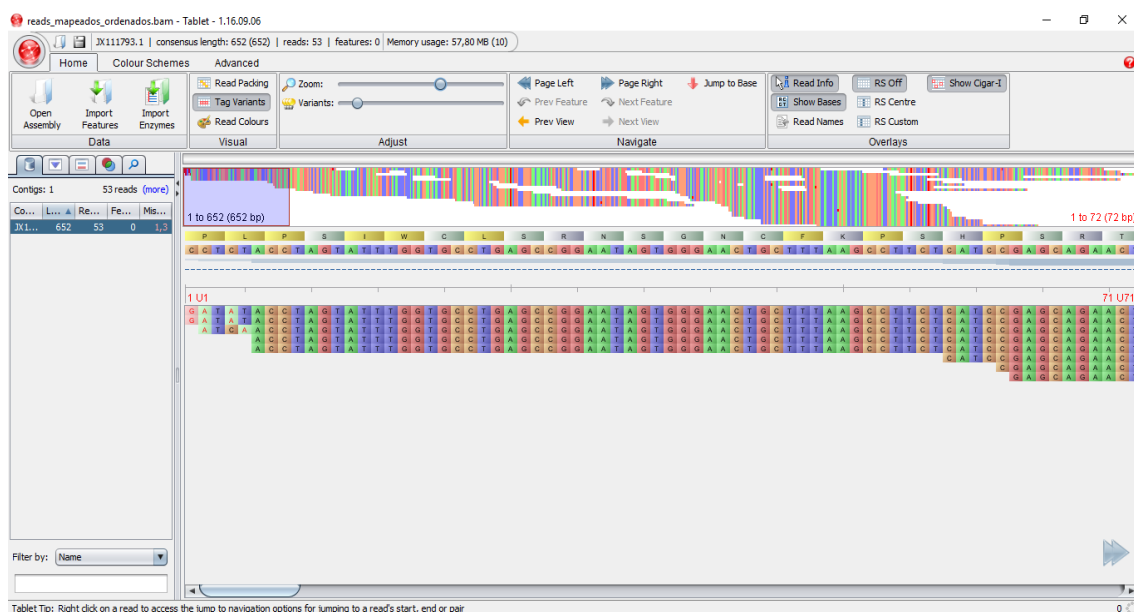 reads_mapeados_ordenados.bam - Tablet - 1.16.09.06
JX111793.1 | consensus length: 652 (652) | reads: 53 | features: 0 | Memory usage: 57,80 MB (10)
Home Colour Schemes Advanced
Open Assembly
Import Features
Import Enzymes
Data
Read Packing
Tag Variants
Read Colours
Visual
Zoom:
Variants:
Adjust
Page Left Page Right Jump to Base
Prev Feature Next Feature
Prev View Next View
Navigate
Read Info RS Off Show Cigar-I
Show Bases RS Centre
Read Names RS Custom
Overlays
Contigs: 1 53 reads (more)
Co... L... Re... Fe... Mis...
JX1... 652 53 0 1,3
Filter by: Name
1 to 652 (652 bp) 1 to 72 (72 bp)
P L P S I W C L S R N S G N C F K P S H P S R T
C C T C T A C C T A G T A T T T G G T G C C T G A G C C G G A A T A G T G G G A A C T G C T T T A A G C C T T C T C A T C C G A G C A G A A C T
1 U1 71 U71
G A T A T A C C T A G T A T T T G G T G C C T G A G C C G G A A T A G T G G G A A C T G C T T T A A G C C T T C T C A T C C G A G C A G A A C
G A T A T A C C T A G T A T T T G G T G C C T G A G C C G G A A T A G T G G G A A C T G C T T T A A G C C T T C T C A T C C G A G C A G A A C
A T C A A C C T A G T A T T T G G T G C C T G A G C C G G A A T A G T G G G A A C T G C T T T A A G C C T T C T C A T C C G A G C A G A A C
A C C T A G T A T T T G G T G C C T G A G C C G G A A T A G T G G G A A C T G C T T T A A G C C T T C T C A T C C G A G C A G A A C
A C C T A G T A T T T G G T G C C T G A G C C G G A A T A G T G G G A A C T G C T T T A A G C C T T C T C A T C C G A G C A G A A C
C A T C C G A G C A G A A C
C G A G C A G A A C
G A G C A G A A C
Tablet Tip: Right click on a read to access the jump to navigation options for jumping to a read's start, end or pair
0